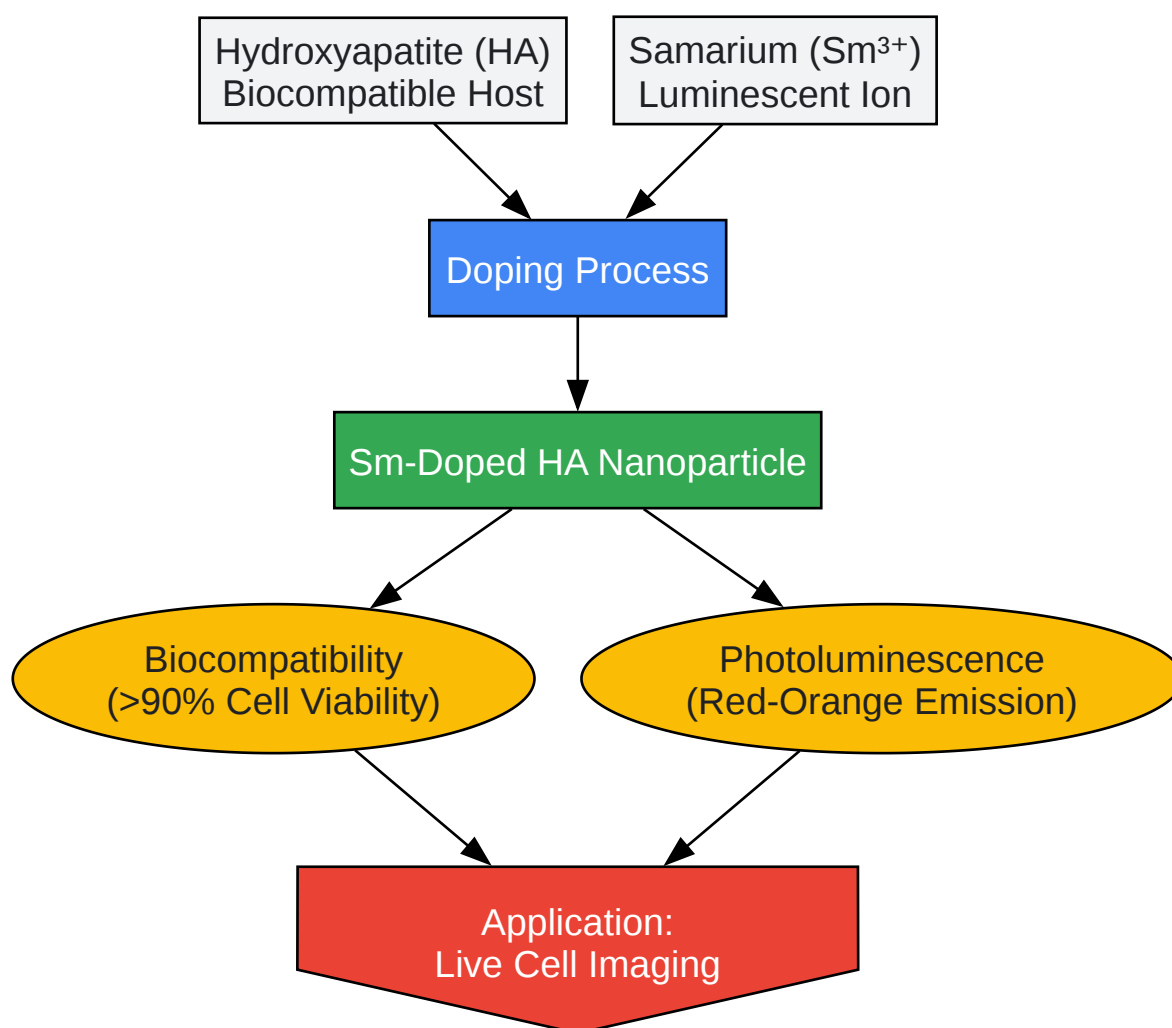 Hydroxyapatite (HA)
Biocompatible Host
Samarium (Sm³⁺)
Luminescent Ion
Doping Process
Sm-Doped HA Nanoparticle
Biocompatibility
(>90% Cell Viability)
Photoluminescence
(Red-Orange Emission)
Application:
Live Cell Imaging